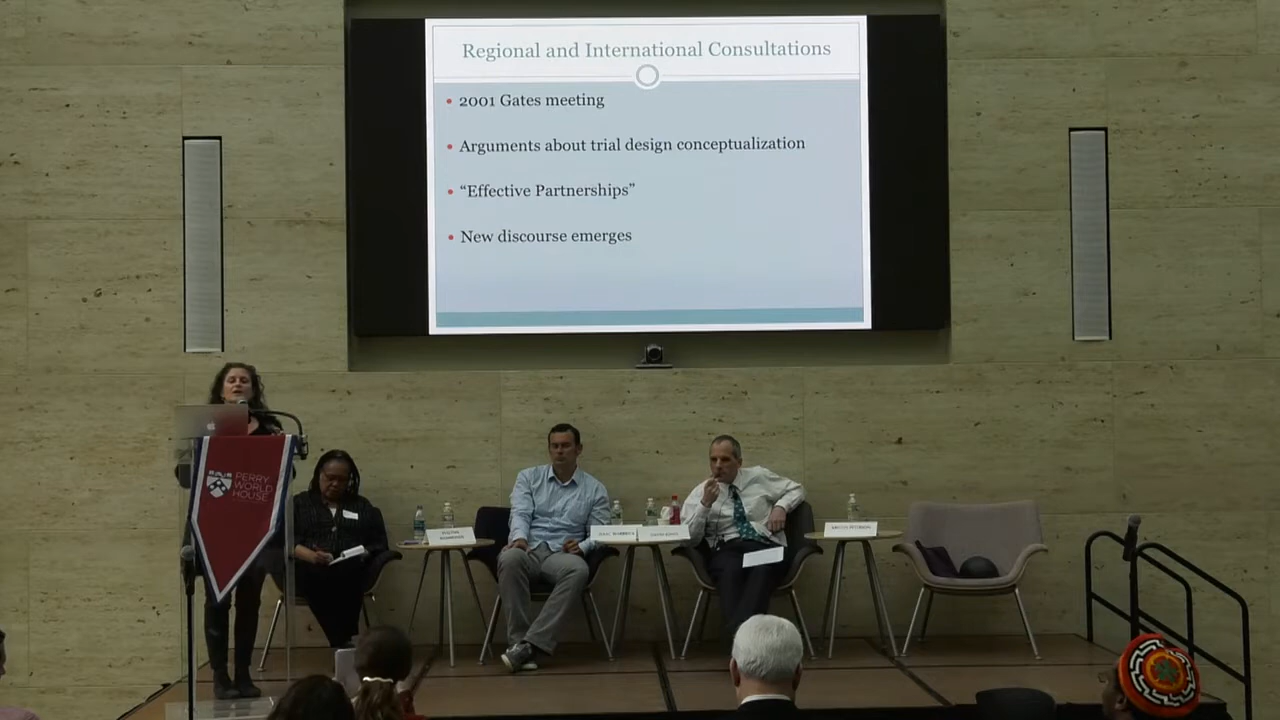 Regional and International Consultations
• 2001 Gates meeting
• Arguments about trial design conceptualization
• “Effective Partnerships”
• New discourse emerges
PERRY
WORLD
HOUSE